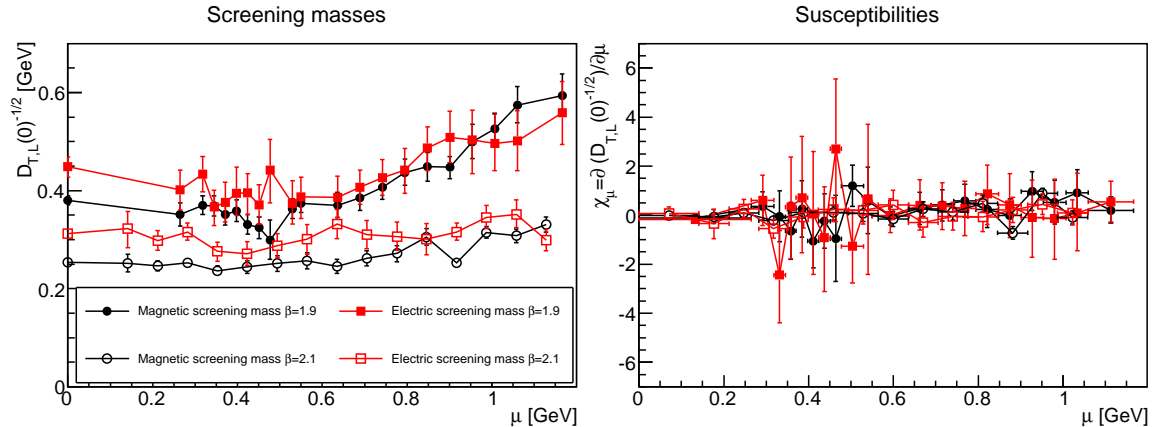 Screening masses
D_{T,L}(0)^{-1/2} [GeV]
0.6
0.4
0.2
0
Magnetic screening mass β=1.9
Electric screening mass β=1.9
Magnetic screening mass β=2.1
Electric screening mass β=2.1
0 0.2 0.4 0.6 0.8 1
μ [GeV]
Susceptibilities
χ_μ=∂ (D_{T,L}(0)^{-1/2})/∂μ
6
4
2
0
-2
-4
-6
0 0.2 0.4 0.6 0.8 1
μ [GeV]